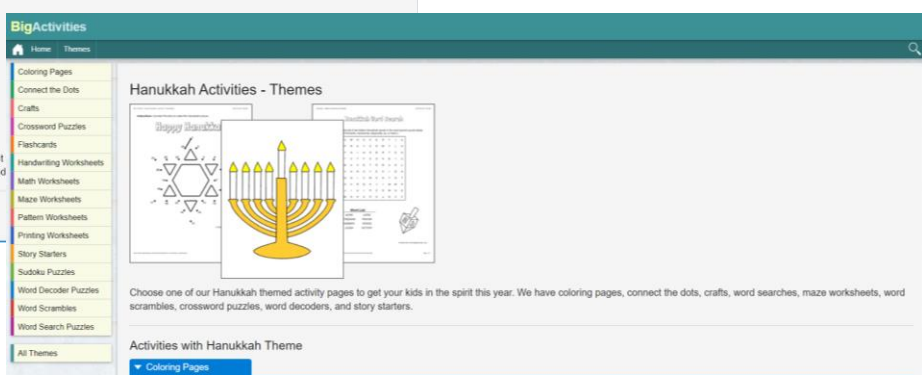 BigActivities
Home Themes
Coloring Pages
Connect the Dots
Crafts
Crossword Puzzles
Flashcards
Handwriting Worksheets
Math Worksheets
Maze Worksheets
Pattern Worksheets
Printing Worksheets
Story Starters
Sudoku Puzzles
Word Decoder Puzzles
Word Scrambles
Word Search Puzzles
All Themes
Hanukkah Activities - Themes
Happy Hanukka
Word Search
Choose one of our Hanukkah themed activity pages to get your kids in the spirit this year. We have coloring pages, connect the dots, crafts, word searches, maze worksheets, word
scrambles, crossword puzzles, word decoders, and story starters.
Activities with Hanukkah Theme
Coloring Pages